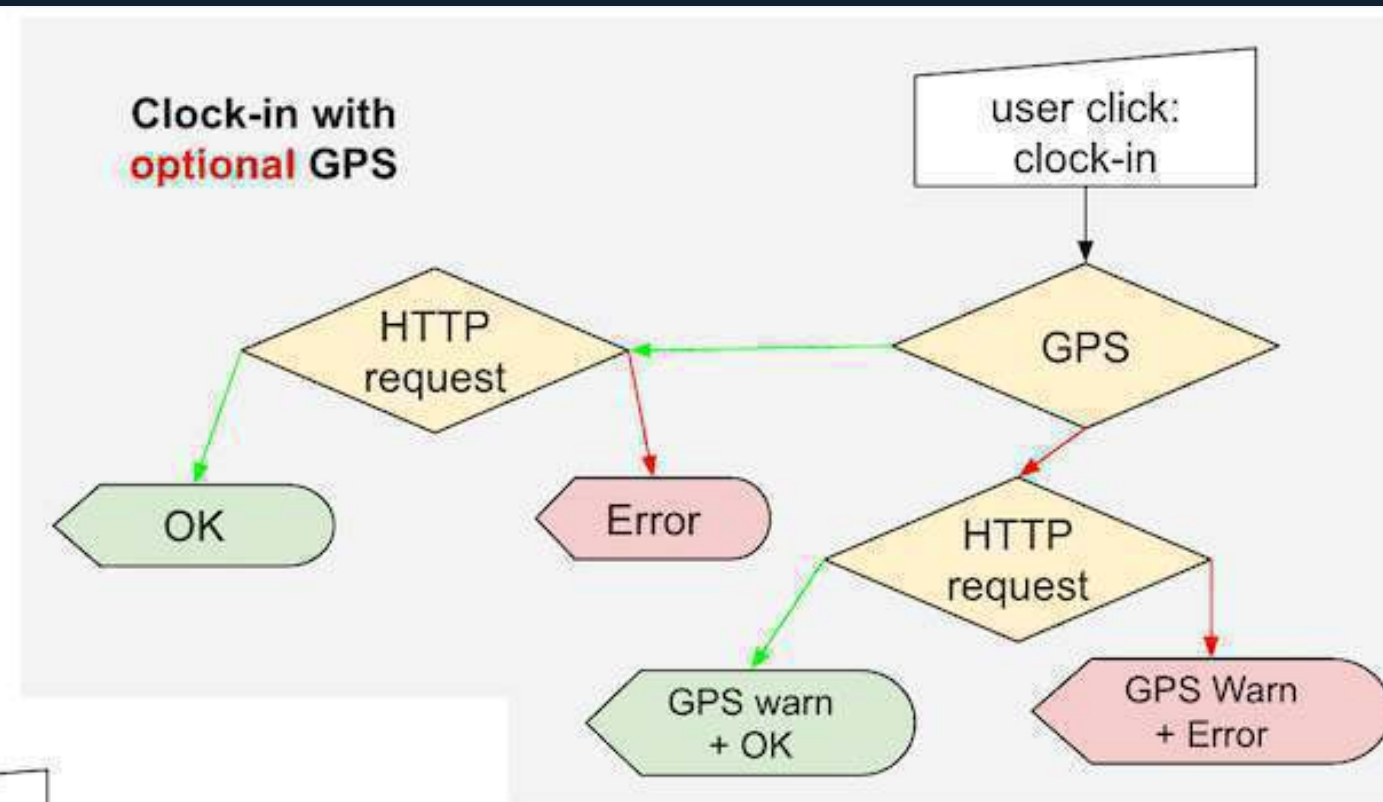 Clock-in with
optional GPS
user click:
clock-in
HTTP
request
GPS
OK
Error
HTTP
request
GPS warn
+ OK
GPS Warn
+ Error